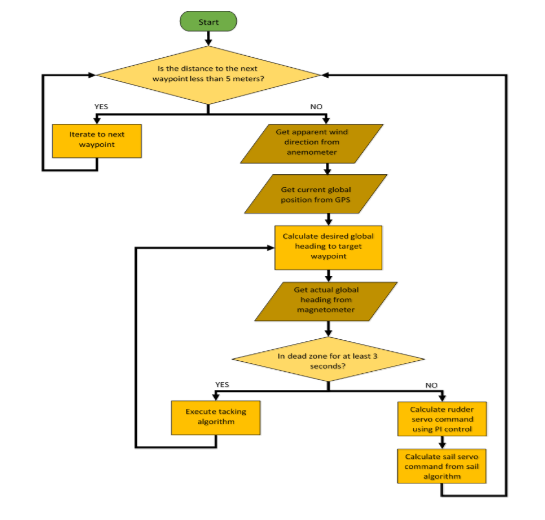 Start
Is the distance to the next
waypoint less than 5 meters?
YES
NO
Iterate to next
waypoint
Get apparent wind
direction from
anemometer
Get current global
position from GPS
Calculate desired global
heading to target
waypoint
Get actual global
heading from
magnetometer
In dead zone for at least 3
seconds?
YES
NO
Execute tacking
algorithm
Calculate rudder
servo command
using PI control
Calculate sail servo
command from sail
algorithm